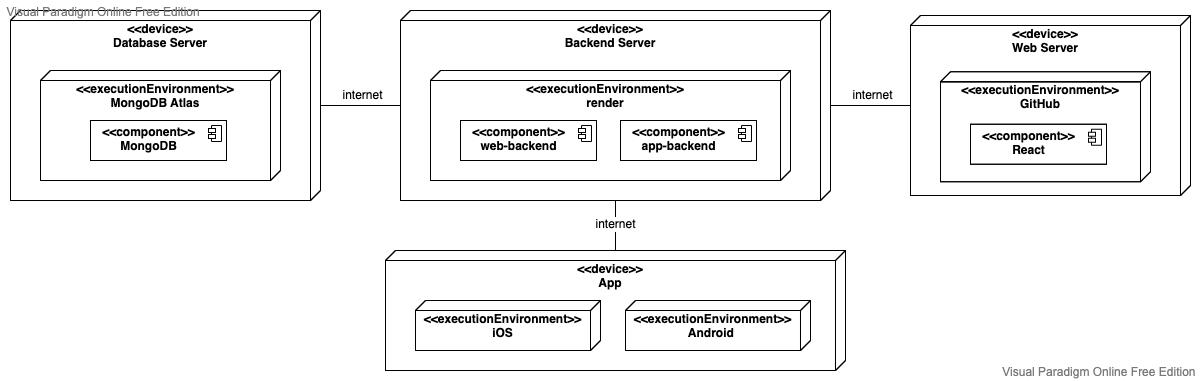 Visual Paradigm Online Free Edition
<<device>>
Database Server
<<executionEnvironment>>
MongoDB Atlas
<<component>>
MongoDB
internet
<<device>>
Backend Server
<<executionEnvironment>>
render
<<component>>
web-backend
<<component>>
app-backend
internet
<<device>>
Web Server
<<executionEnvironment>>
GitHub
<<component>>
React
internet
<<device>>
App
<<executionEnvironment>>
iOS
<<executionEnvironment>>
Android
Visual Paradigm Online Free Edition